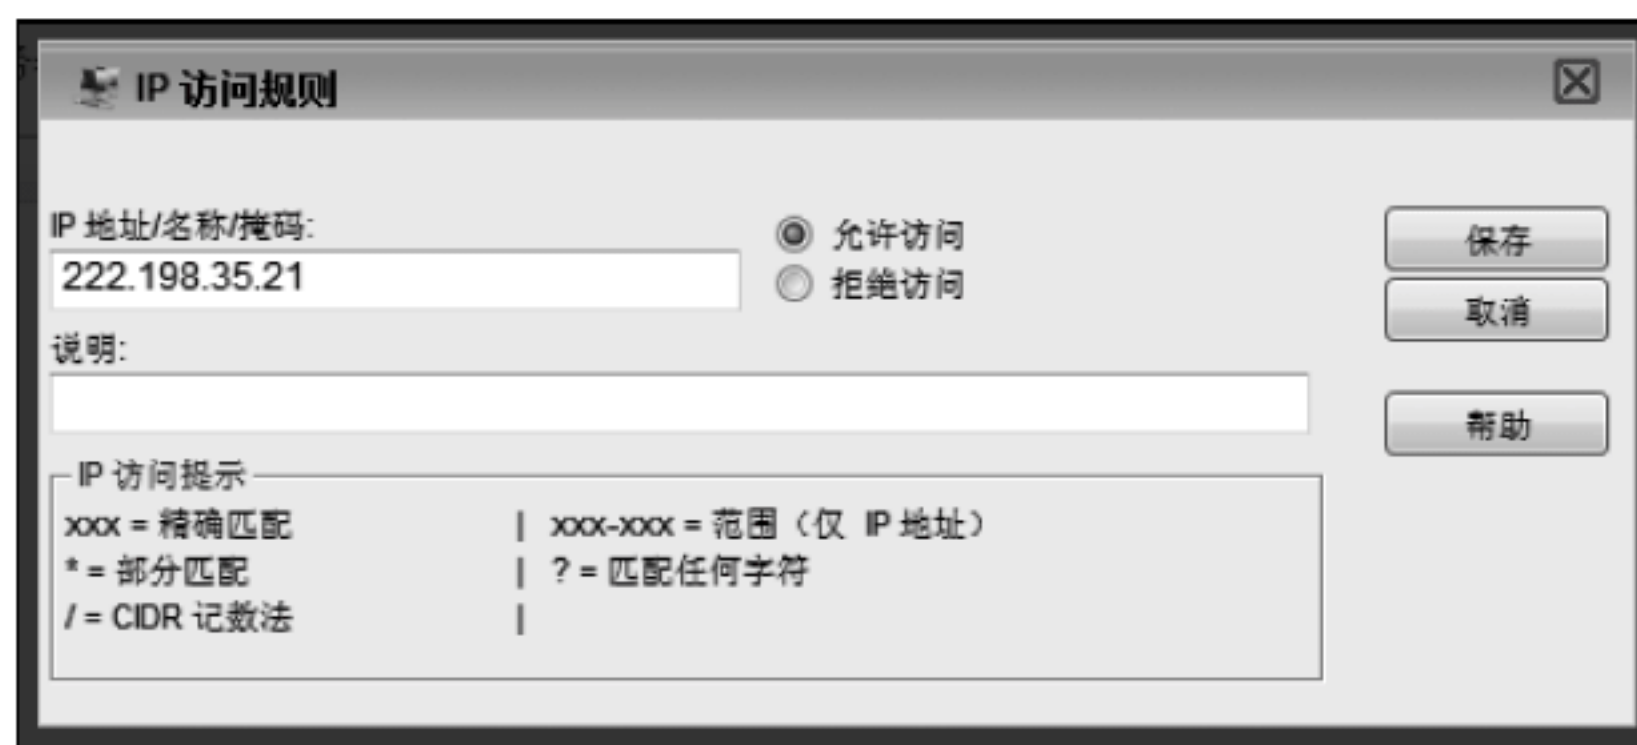 IP 访问规则
IP 地址/名称/掩码:
222.198.35.21
允许访问
拒绝访问
保存
取消
说明:
帮助
IP 访问提示
xxx = 精确匹配 | xxx-xxx = 范围（仅 IP 地址）
* = 部分匹配 | ? = 匹配任何字符
/ = CIDR 记数法 |